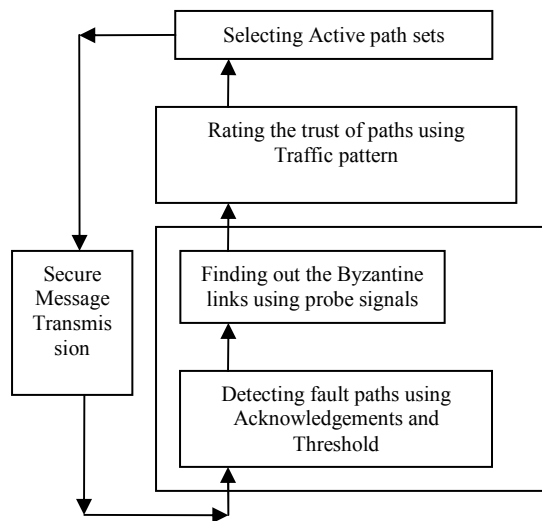 Selecting Active path sets
Rating the trust of paths using
Traffic pattern
Finding out the Byzantine
links using probe signals
Secure
Message
Transmis
sion
Detecting fault paths using
Acknowledgements and
Threshold